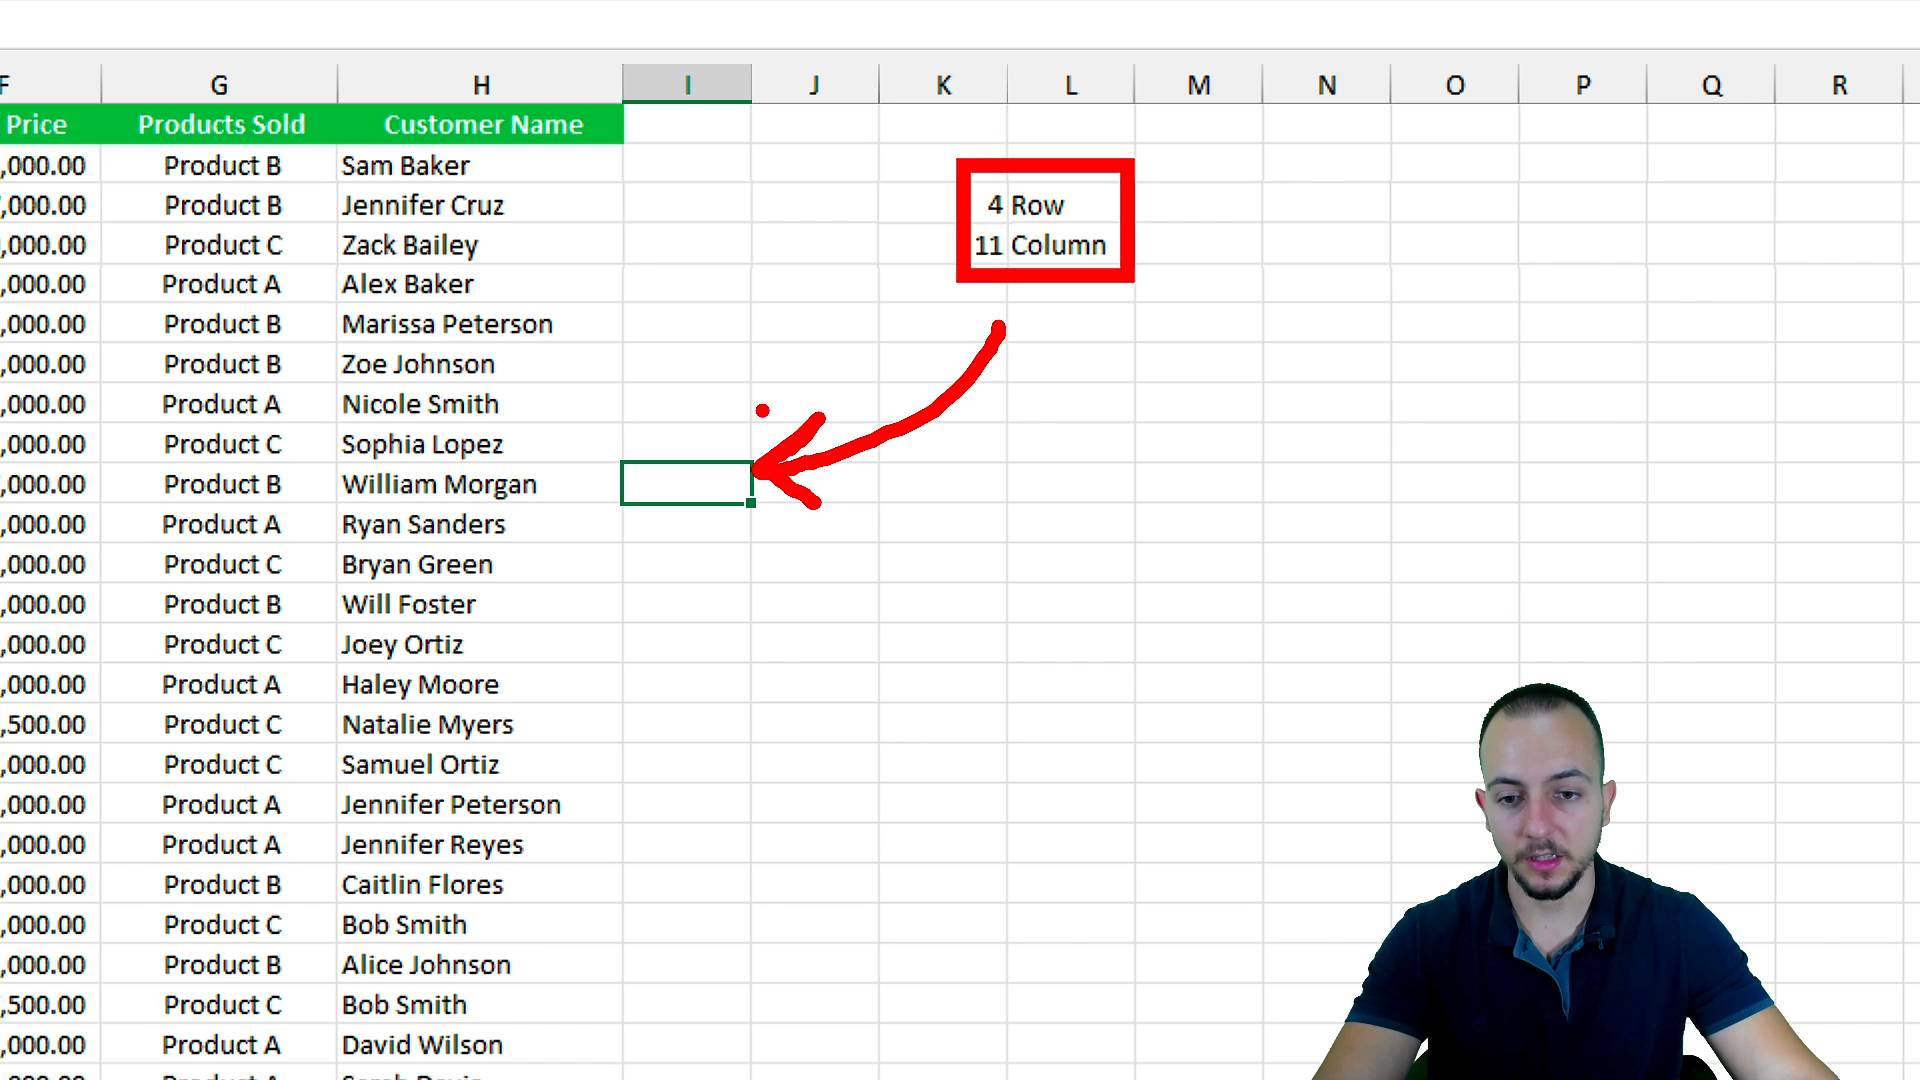 F G H I J K L M N O P Q R
Price Products Sold Customer Name
,000.00 Product B Sam Baker
,000.00 Product B Jennifer Cruz 4 Row
,000.00 Product C Zack Bailey 11 Column
,000.00 Product A Alex Baker
,000.00 Product B Marissa Peterson
,000.00 Product B Zoe Johnson
,000.00 Product A Nicole Smith
,000.00 Product C Sophia Lopez
,000.00 Product B William Morgan
,000.00 Product A Ryan Sanders
,000.00 Product C Bryan Green
,000.00 Product B Will Foster
,000.00 Product C Joey Ortiz
,000.00 Product A Haley Moore
,500.00 Product C Natalie Myers
,000.00 Product C Samuel Ortiz
,000.00 Product A Jennifer Peterson
,000.00 Product A Jennifer Reyes
,000.00 Product B Caitlin Flores
,000.00 Product C Bob Smith
,000.00 Product B Alice Johnson
,500.00 Product C Bob Smith
,000.00 Product A David Wilson